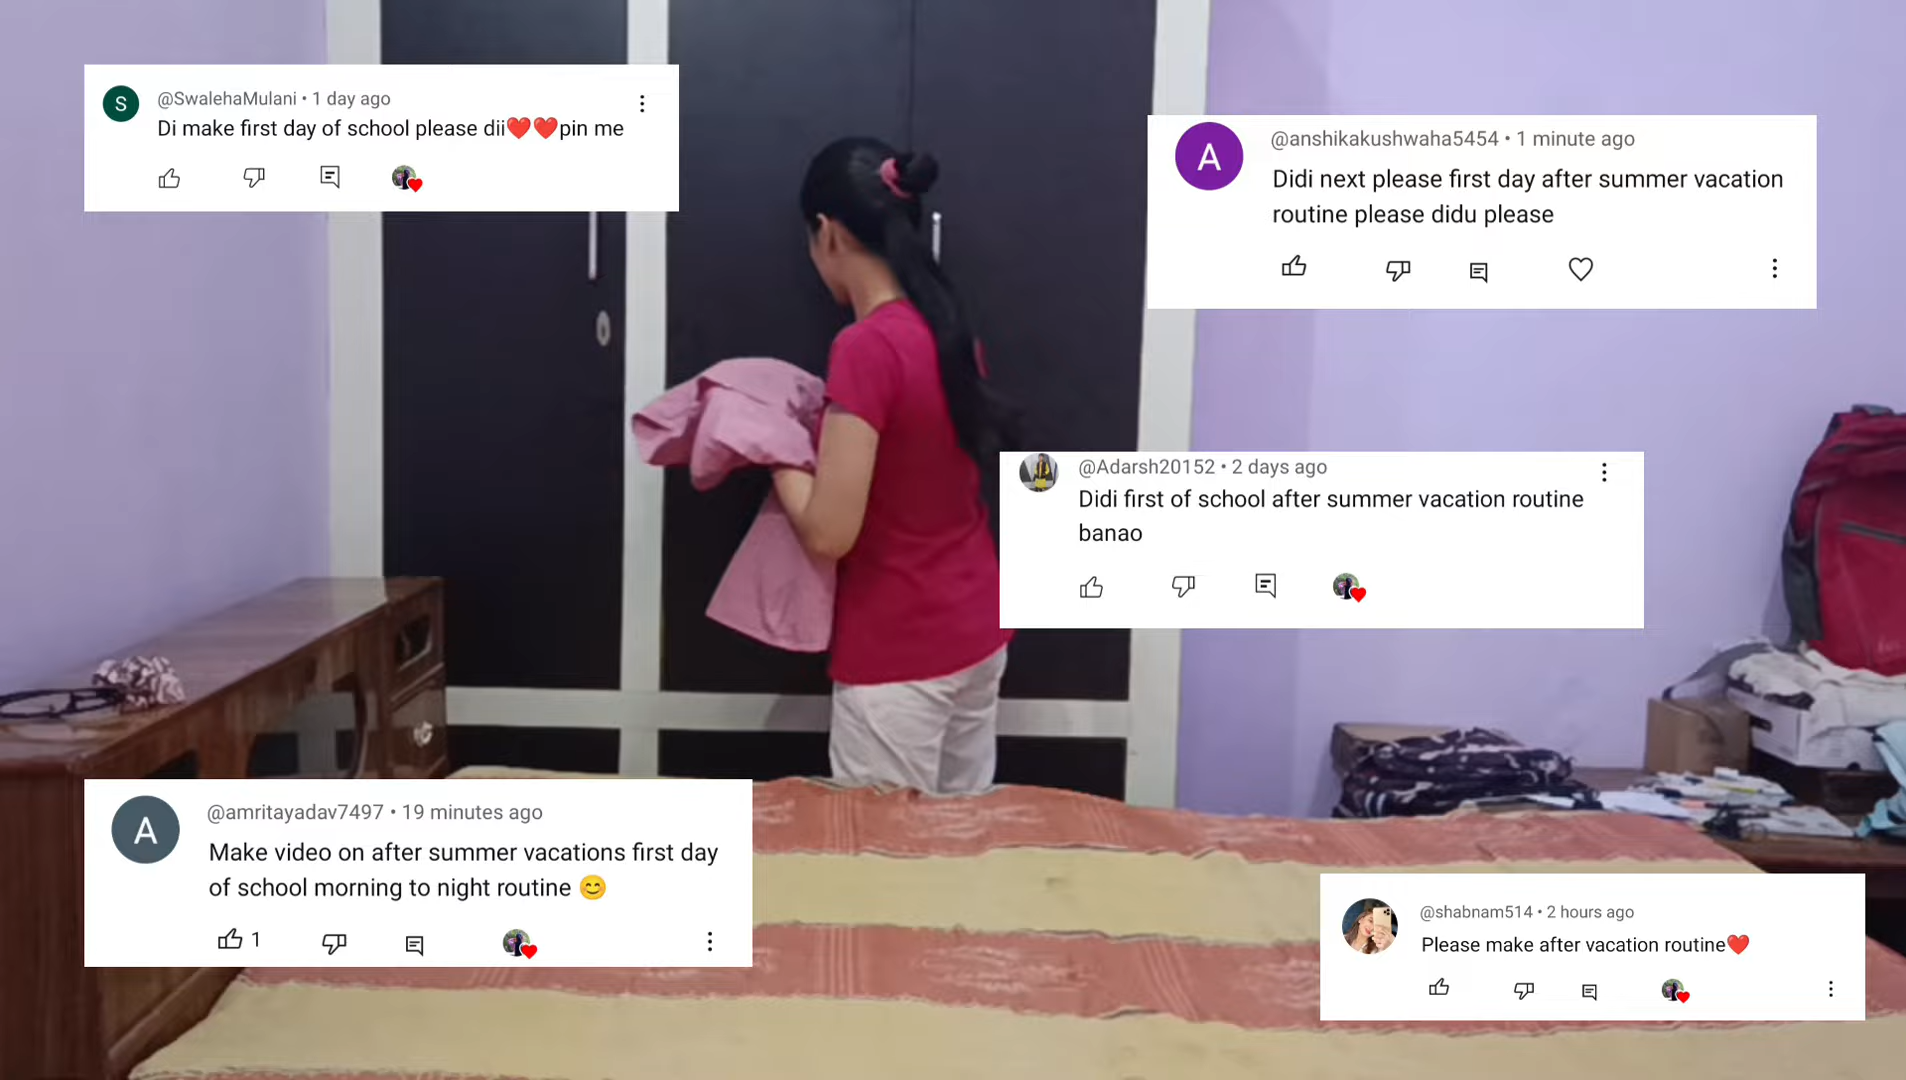 S
@SwalehaMulani • 1 day ago
Di make first day of school please dii❤️❤️pin me
A
@anshikakushwaha5454 • 1 minute ago
Didi next please first day after summer vacation
routine please didu please
@Adarsh20152 • 2 days ago
Didi first of school after summer vacation routine
banao
A
@amritayadav7497 • 19 minutes ago
Make video on after summer vacations first day
of school morning to night routine 😊
1
@shabnam514 • 2 hours ago
Please make after vacation routine❤️